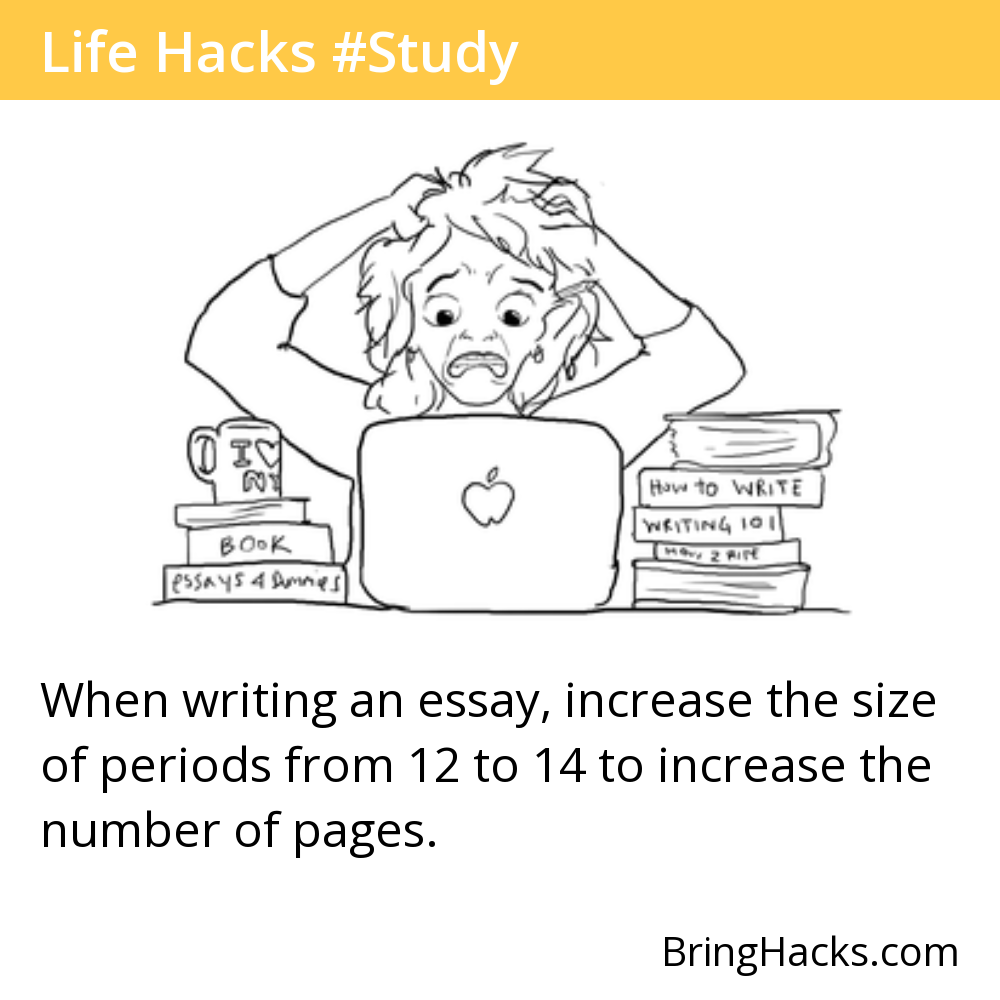 Life Hacks #Study
I ♡
NY
BOOK
essays 4 Dummies
How to WRITE
WRITING 101
How 2 Rite
When writing an essay, increase the size
of periods from 12 to 14 to increase the
number of pages.
BringHacks.com